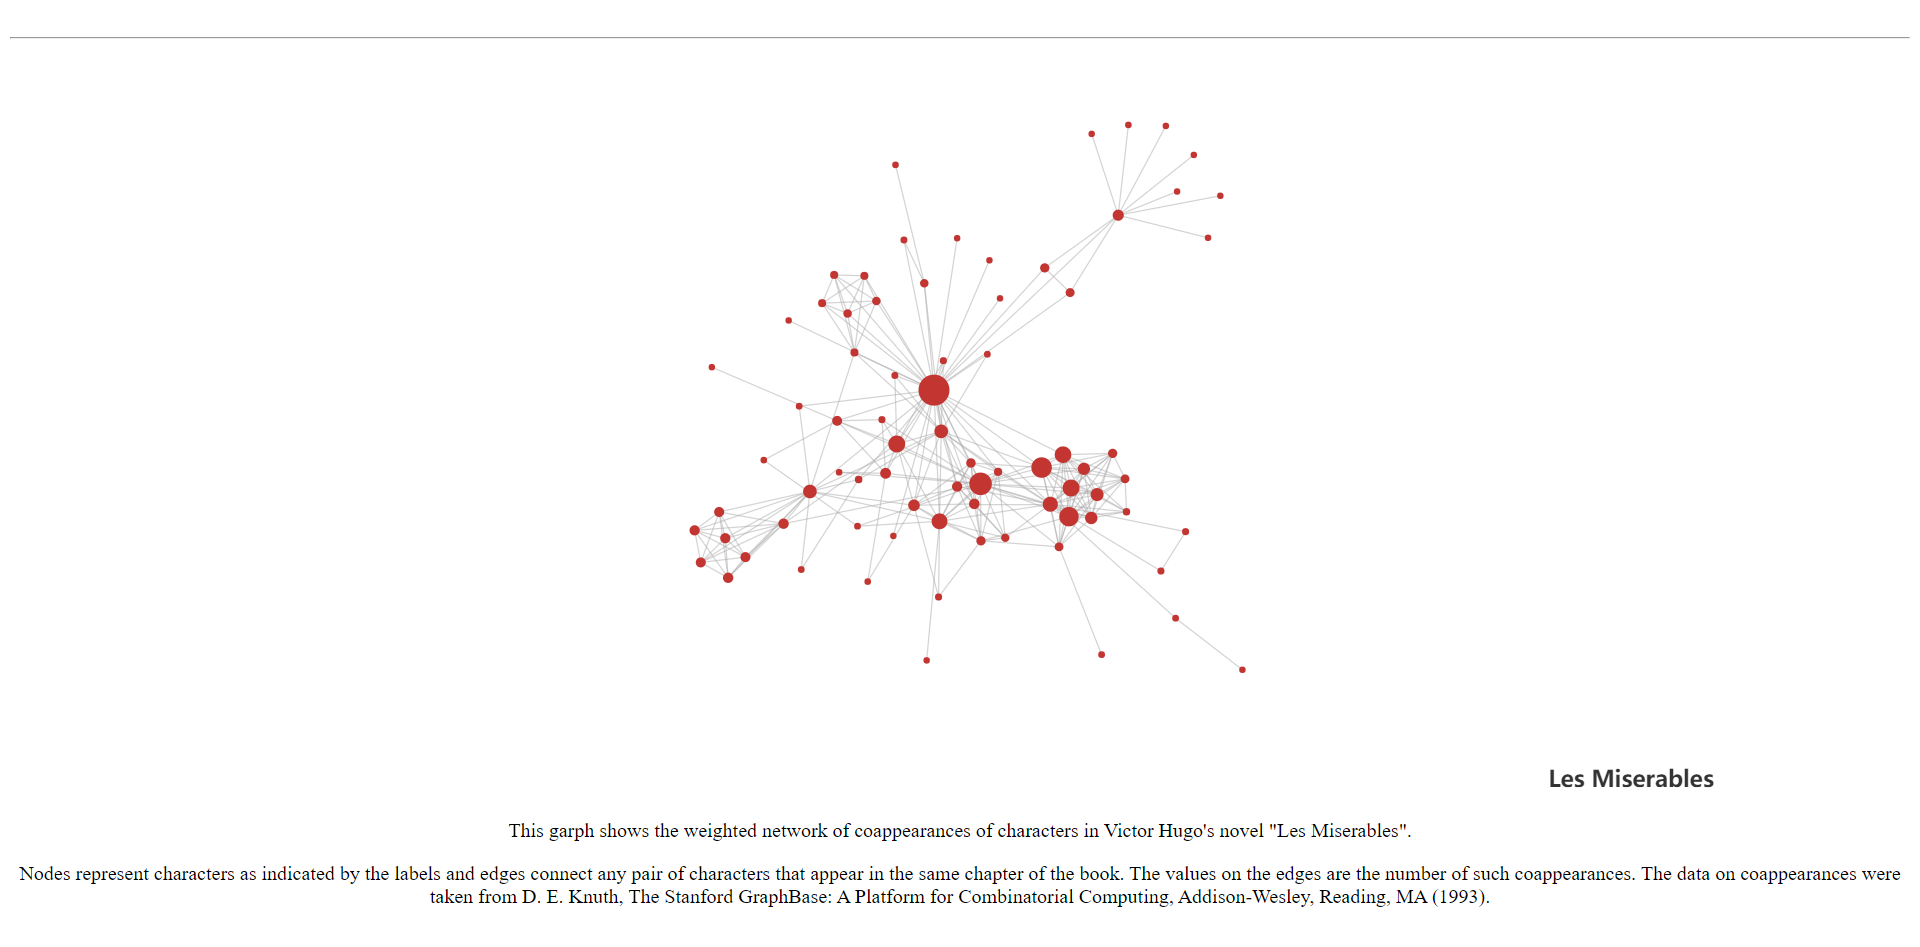 Les Miserables
This garph shows the weighted network of coappearances of characters in Victor Hugo's novel "Les Miserables".
Nodes represent characters as indicated by the labels and edges connect any pair of characters that appear in the same chapter of the book. The values on the edges are the number of such coappearances. The data on coappearances were
taken from D. E. Knuth, The Stanford GraphBase: A Platform for Combinatorial Computing, Addison-Wesley, Reading, MA (1993).